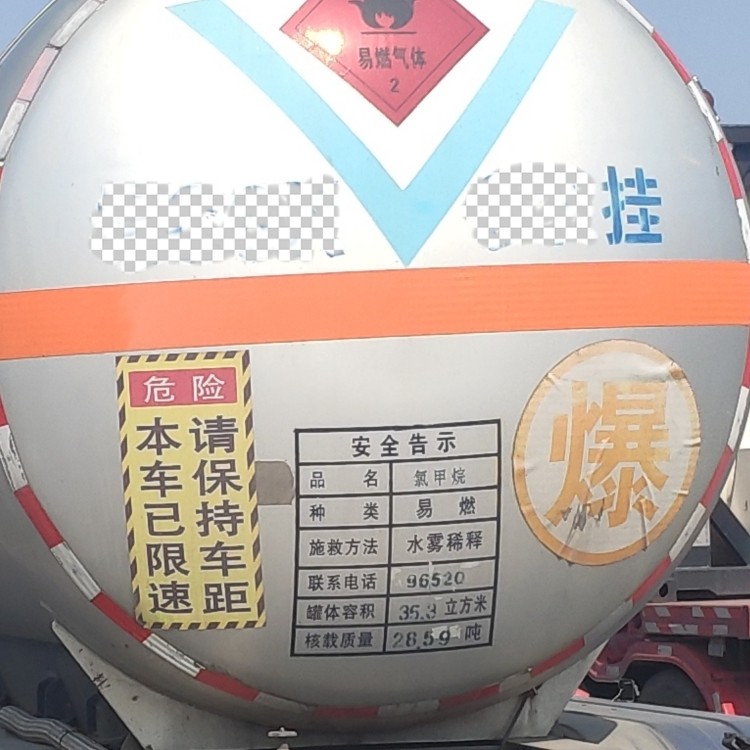 易燃气体
2
挂
危险
请保持车距
本车已限速
安全告示
品名 氯甲烷
种类 易燃
施救方法 水雾稀释
联系电话 96520
罐体容积 35.3立方米
核载质量 26.59吨
爆